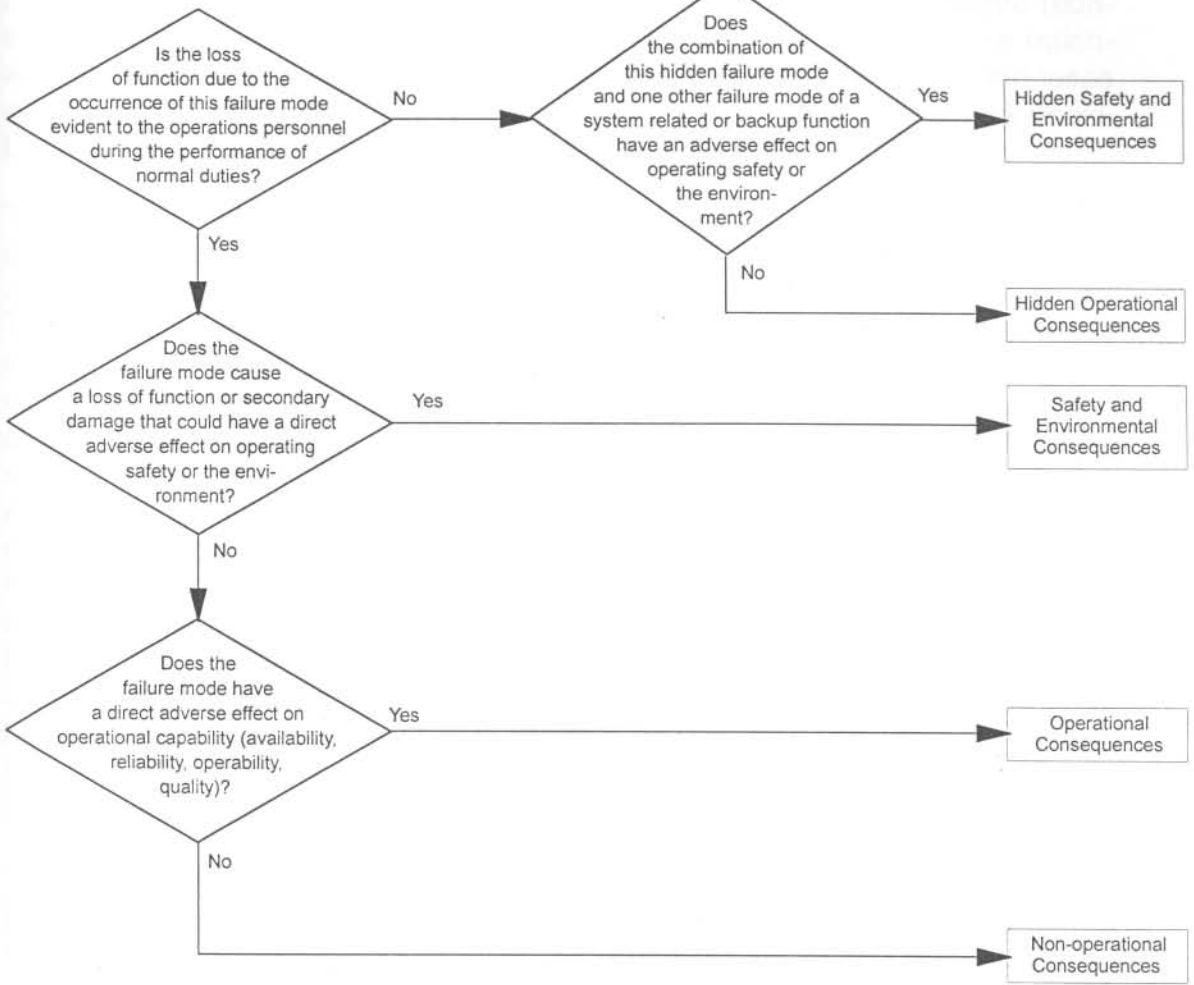 Is the loss
of function due to the
occurrence of this failure mode
evident to the operations personnel
during the performance of
normal duties?
No
Does
the combination of
this hidden failure mode
and one other failure mode of a
system related or backup function
have an adverse effect on
operating safety or
the environ-
ment?
Yes
Hidden Safety and
Environmental
Consequences
Yes
No
Hidden Operational
Consequences
Does the
failure mode cause
a loss of function or secondary
damage that could have a direct
adverse effect on operating
safety or the envi-
ronment?
Yes
Safety and
Environmental
Consequences
No
Does the
failure mode have
a direct adverse effect on
operational capability (availability,
reliability, operability,
quality)?
Yes
Operational
Consequences
No
Non-operational
Consequences